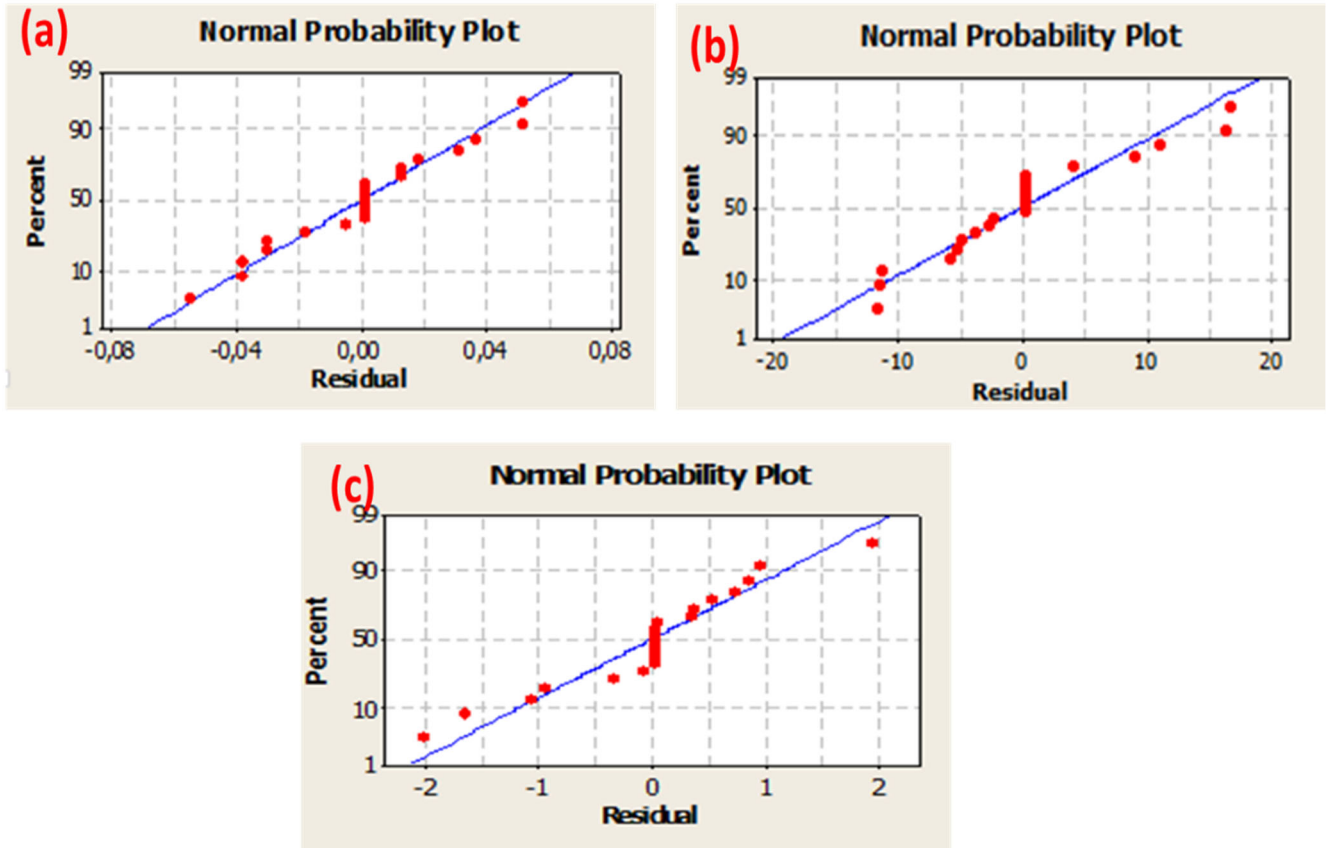 (a)
Normal Probability Plot
99
90
50
10
1
Percent
-0,08
-0,04
0,00
0,04
0,08
Residual
(b)
Normal Probability Plot
99
90
50
10
1
Percent
-20
-10
0
10
20
Residual
(c)
Normal Probability Plot
99
90
50
10
1
Percent
-2
-1
0
1
2
Residual